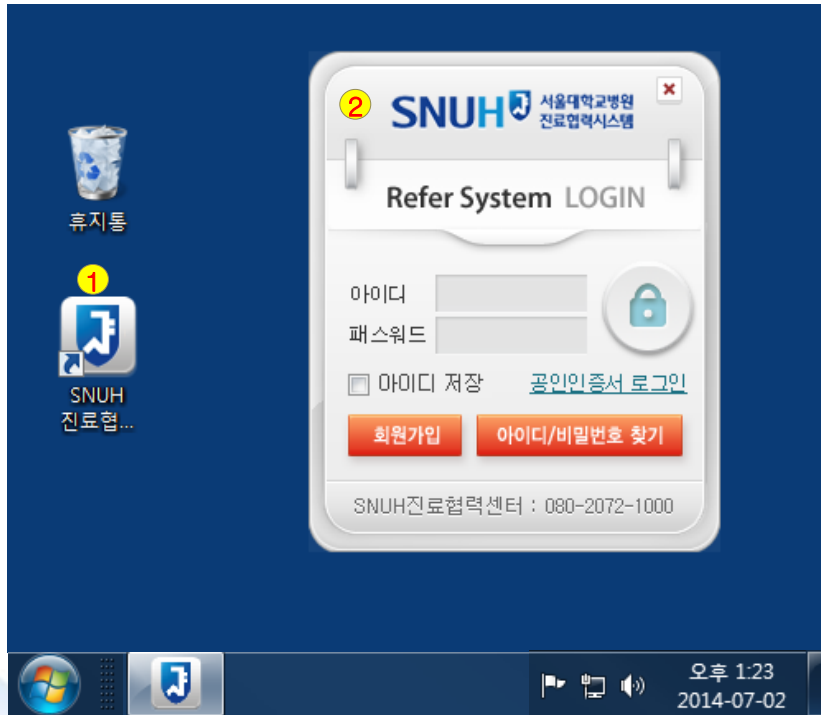 휴지통
1
SNUH
진료협...
2
SNUH 서울대학교병원
진료협력시스템
Refer System LOGIN
아이디
패스워드
아이디 저장 공인인증서 로그인
회원가입 아이디/비밀번호 찾기
SNUH진료협력센터 : 080-2072-1000
오후 1:23
2014-07-02